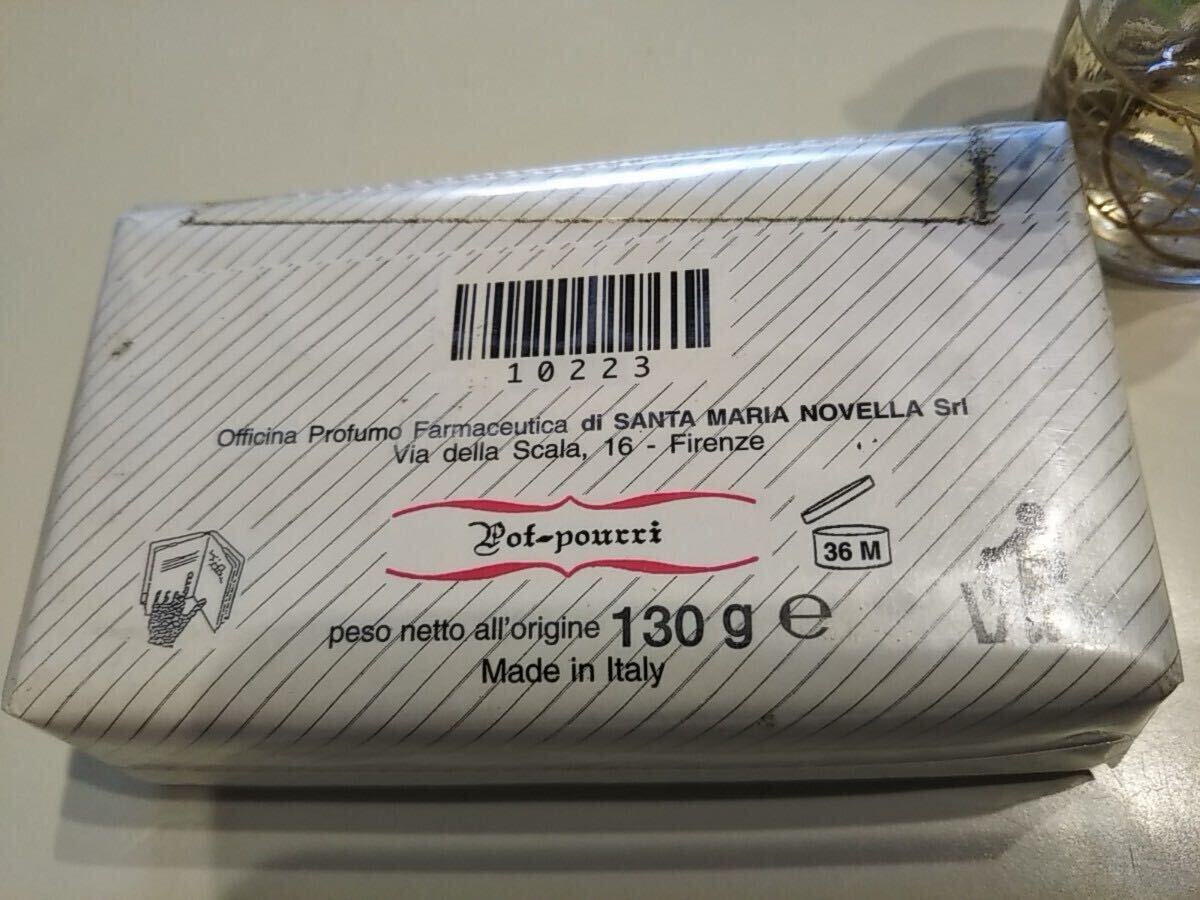 10223
Officina Profumo Farmaceutica di SANTA MARIA NOVELLA Srl
Via della Scala, 16 - Firenze
Pot-pourri
36 M
peso netto all'origine 130 g e
Made in Italy